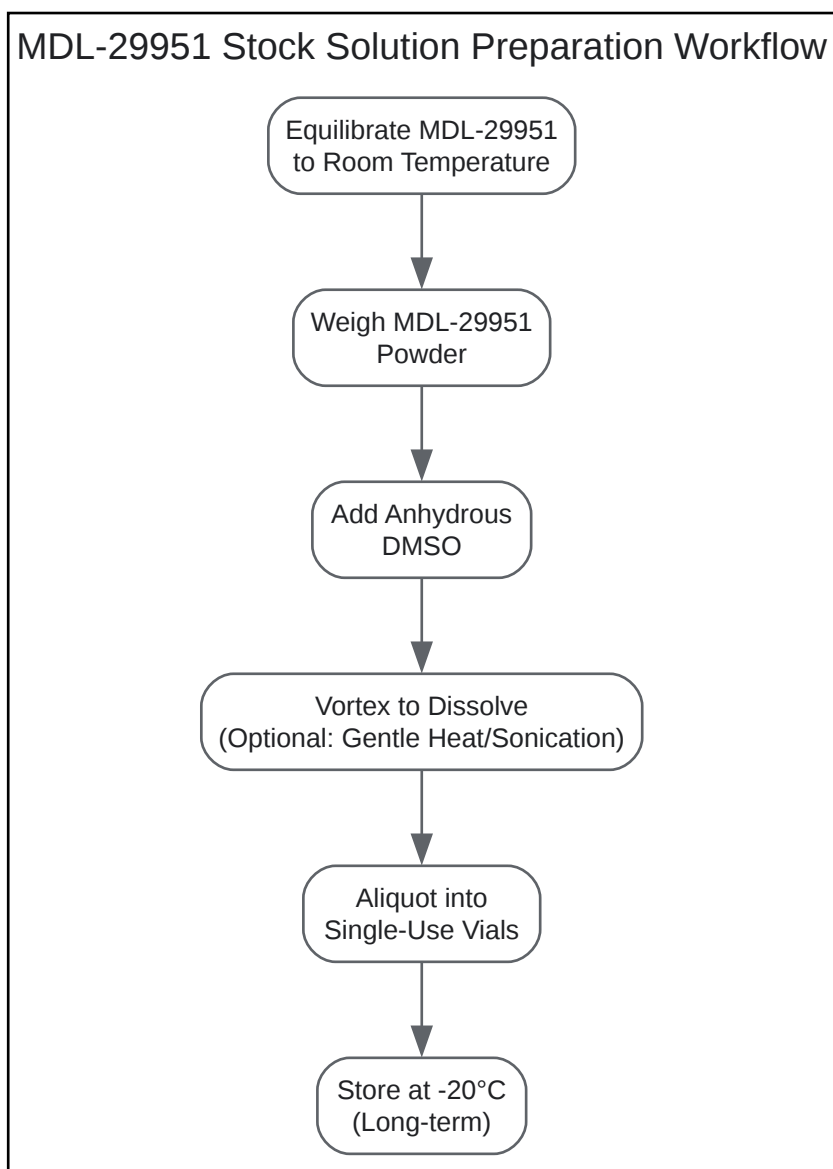 MDL-29951 Stock Solution Preparation Workflow
Equilibrate MDL-29951
to Room Temperature
Weigh MDL-29951
Powder
Add Anhydrous
DMSO
Vortex to Dissolve
(Optional: Gentle Heat/Sonication)
Aliquot into
Single-Use Vials
Store at -20°C
(Long-term)